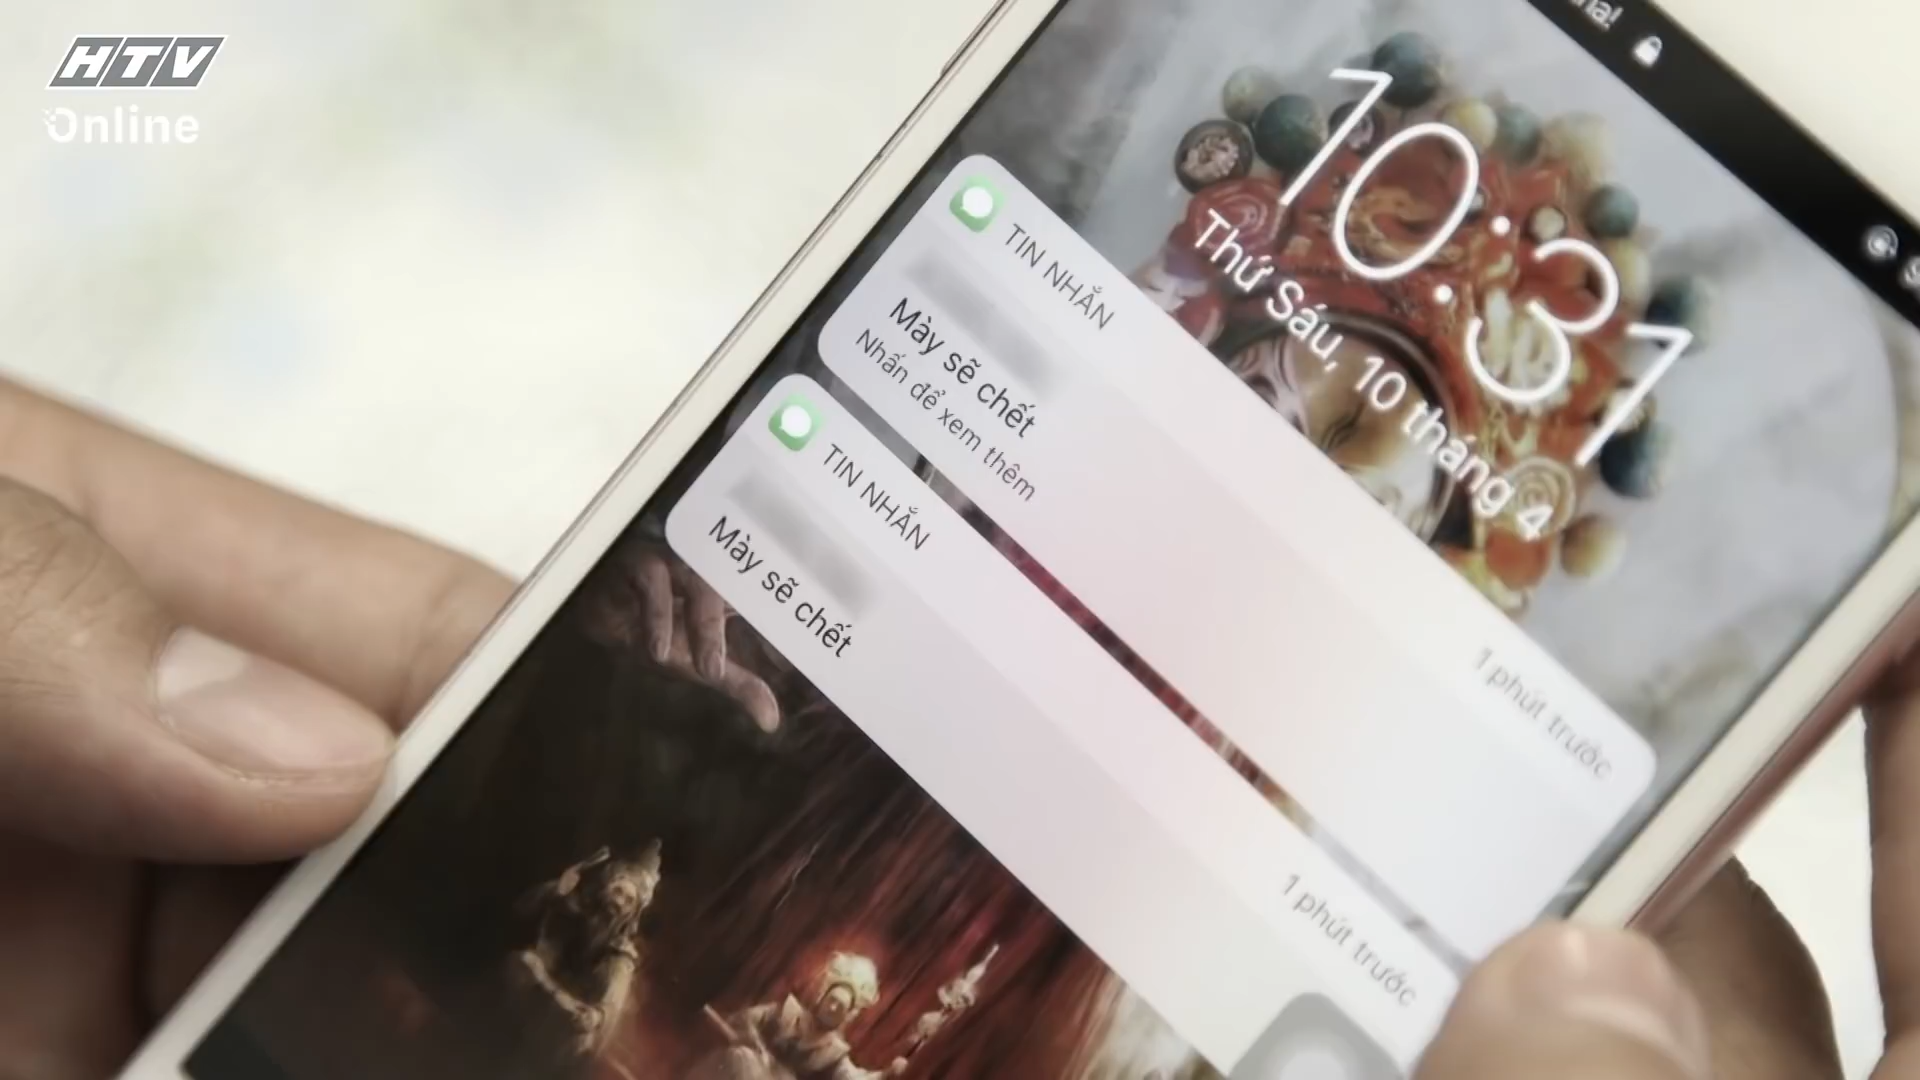 HTV
Online
10:31
Thứ Sáu, 10 tháng 4
TIN NHẮN
1 phút trước
Mày sẽ chết
Nhấn để xem thêm
TIN NHẮN
1 phút trước
Mày sẽ chết